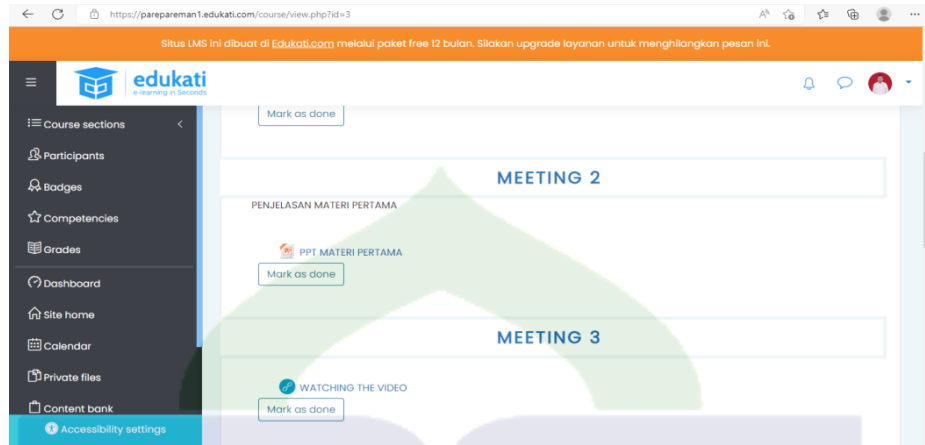 https://parepareman1.edukati.com/course/view.php?id=3
Situs LMS ini dibuat di Edukati.com melalui paket free 12 bulan. Silakan upgrade layanan untuk menghilangkan pesan ini.
edukati
e-learning in Seconds
Course sections
Participants
Badges
Competencies
Grades
Dashboard
Site home
Calendar
Private files
Content bank
Accessibility settings
Mark as done
MEETING 2
PENJELASAN MATERI PERTAMA
PPT MATERI PERTAMA
Mark as done
MEETING 3
WATCHING THE VIDEO
Mark as done